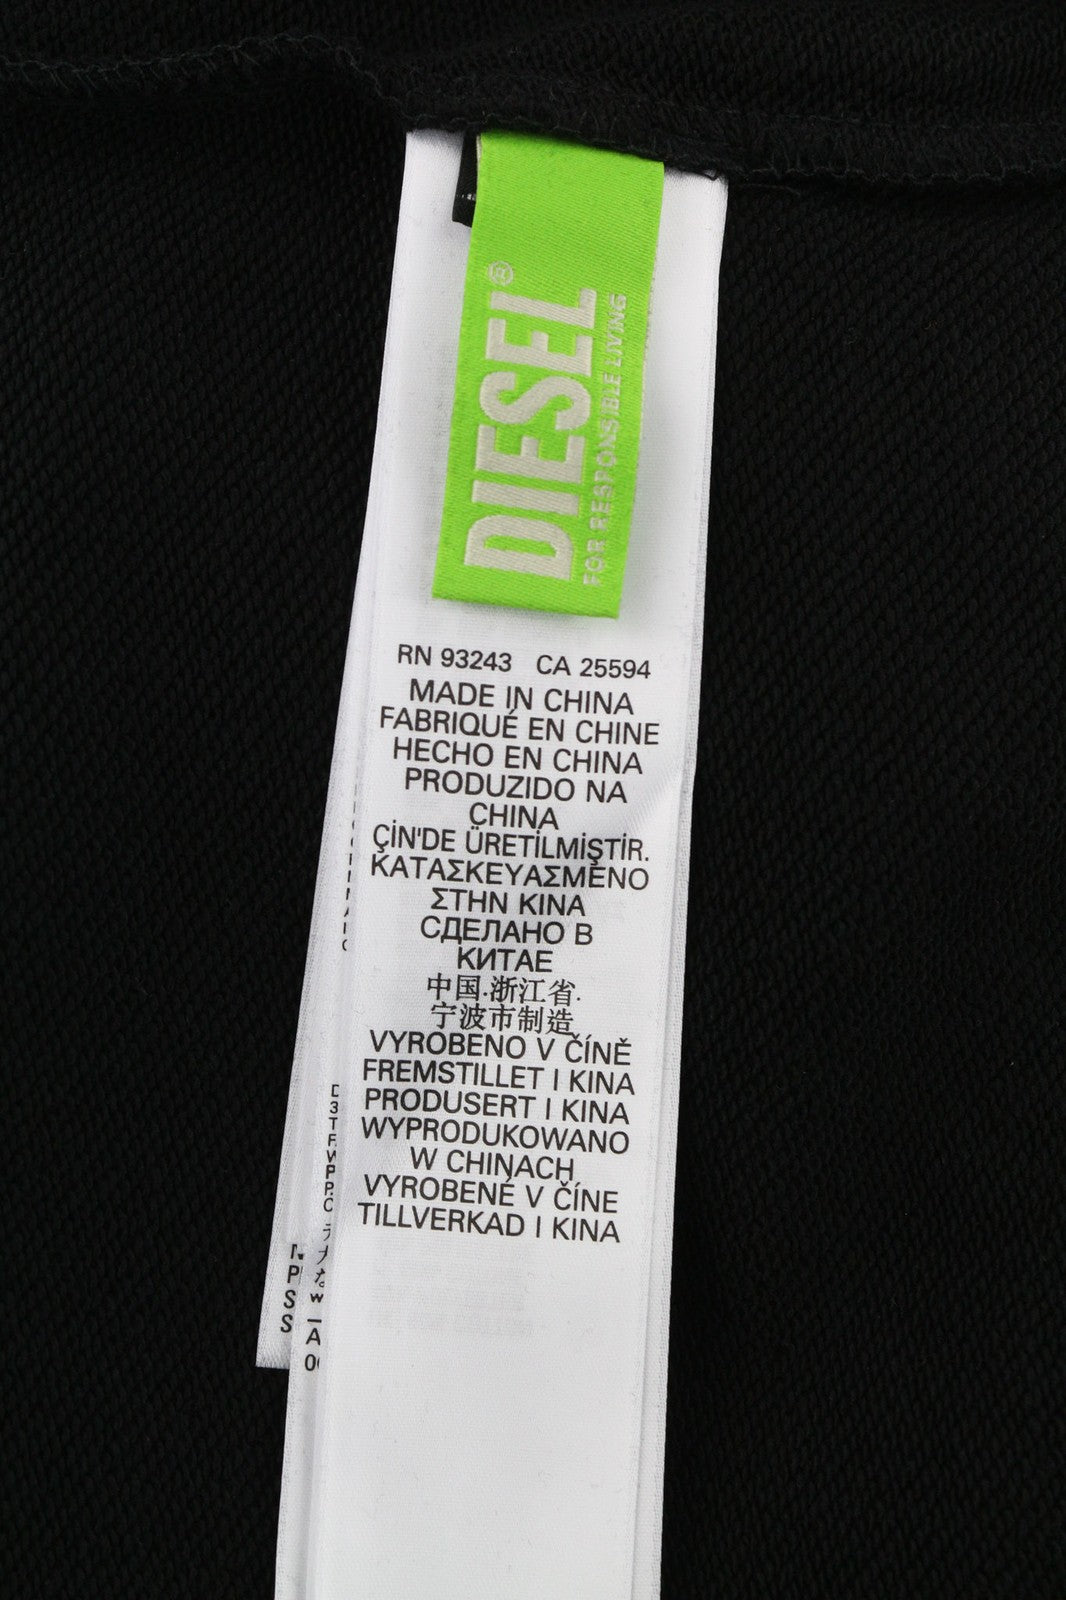 DIESEL®
FOR RESPONSIBLE LIVING
RN 93243 CA 25594
MADE IN CHINA
FABRIQUÉ EN CHINE
HECHO EN CHINA
PRODUZIDO NA
CHINA
ÇİN'DE ÜRETİLMİŞTİR.
ΚΑΤΑΣΚΕΥΑΣΜΕΝΟ
ΣΤΗΝ ΚΙΝΑ
СДЕЛАНО В
КИТАЕ
中国.浙江省.
宁波市制造
VYROBENO V ČÍNĚ
FREMSTILLET I KINA
PRODUSERT I KINA
WYPRODUKOWANO
W CHINACH
VYROBENÉ V ČÍNE
TILLVERKAD I KINA